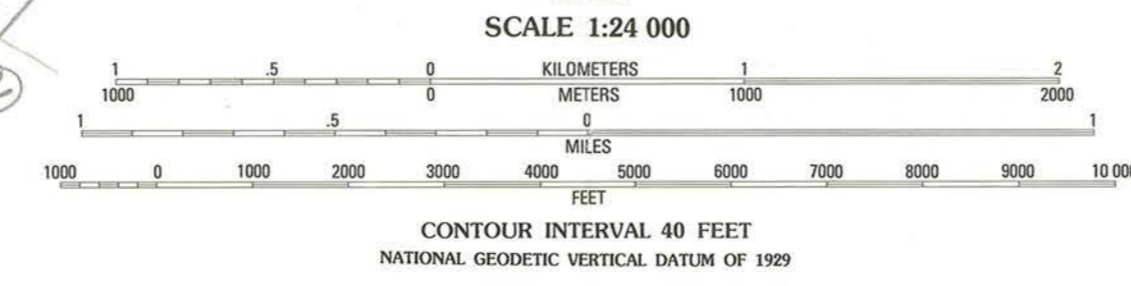 SCALE 1:24 000
1 .5 0 KILOMETERS 1 2
1000 0 METERS 1000 2000
1 .5 0 1
MILES
1000 0 1000 2000 3000 4000 5000 6000 7000 8000 9000 10 000
FEET
CONTOUR INTERVAL 40 FEET
NATIONAL GEODETIC VERTICAL DATUM OF 1929